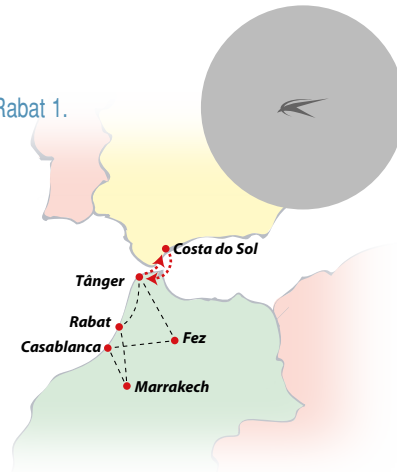 Rabat 1.
Costa do Sol
Tânger
Rabat
Fez
Casablanca
Marrakech